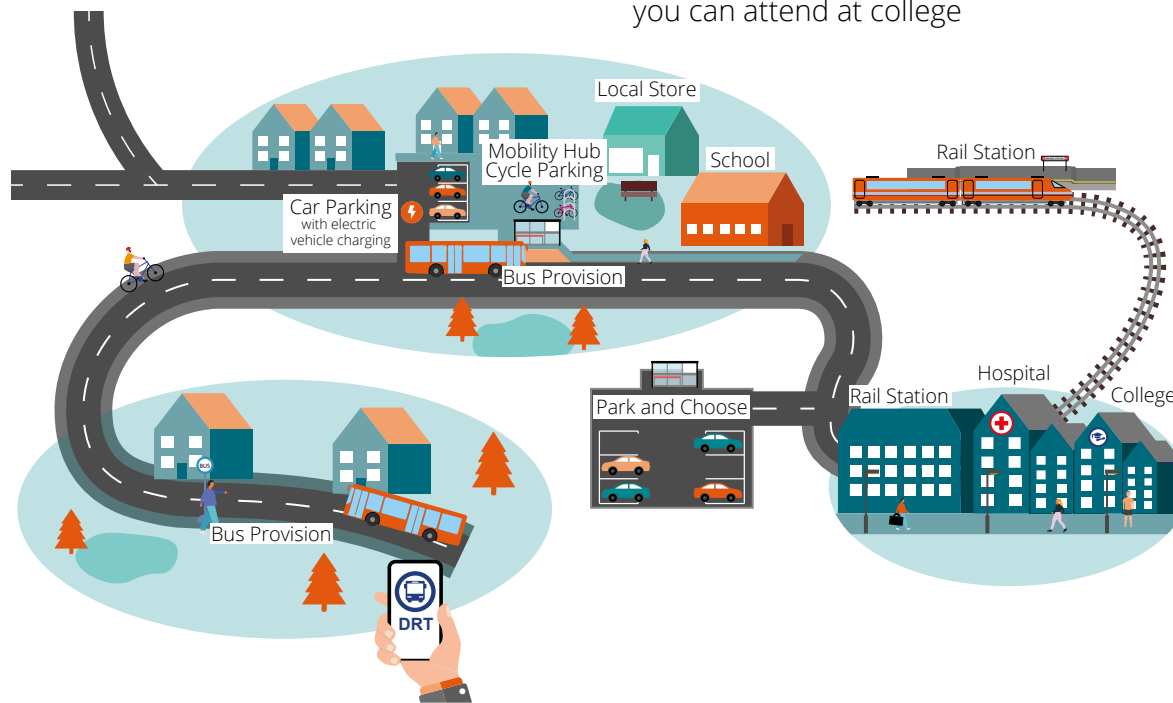 you can attend at college
Local Store
Mobility Hub
Cycle Parking
School
Rail Station
Car Parking
with electric
vehicle charging
Bus Provision
Hospital
Park and Choose
Rail Station
College
BUS
Bus Provision
DRT